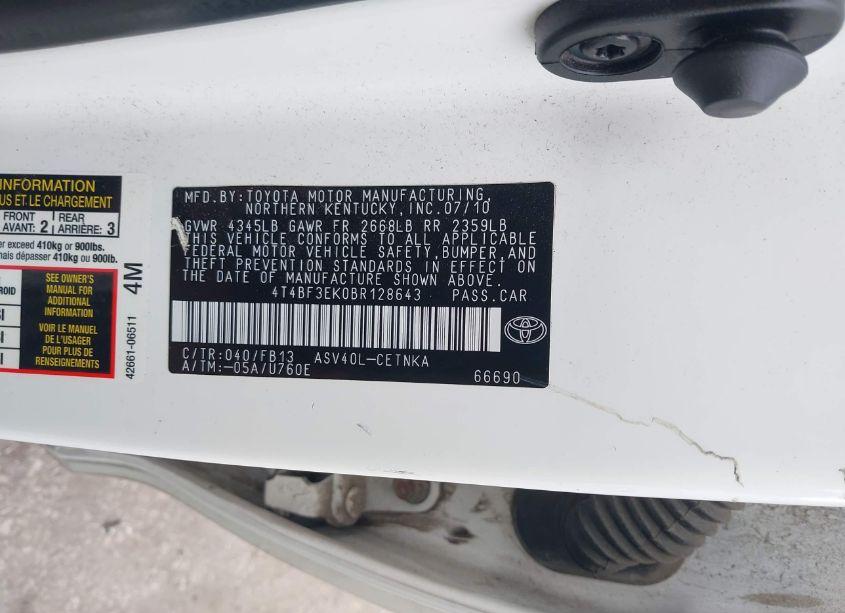 INFORMATION
US ET LE CHARGEMENT
FRONT
AVANT: 2
REAR
ARRIÈRE: 3
er exceed 410kg or 900lbs.
ais dépasser 410kg ou 900lb.
SEE OWNER'S
MANUAL FOR
ADDITIONAL
INFORMATION
VOIR LE MANUEL
DE L'USAGER
POUR PLUS DE
RENSEIGNEMENTS
4M
42661-06511
MFD.BY:TOYOTA MOTOR MANUFACTURING,
NORTHERN KENTUCKY,INC.07/10
GVWR 4345LB GAWR FR 2668LB RR 2359LB
THIS VEHICLE CONFORMS TO ALL APPLICABLE
FEDERAL MOTOR VEHICLE SAFETY,BUMPER,AND
THEFT PREVENTION STANDARDS IN EFFECT ON
THE DATE OF MANUFACTURE SHOWN ABOVE.
4T4BF3EK0BR128643 PASS.CAR
C/TR:040/FB13 ASV40L-CETNKA
A/TM:-05A/U760E
66690